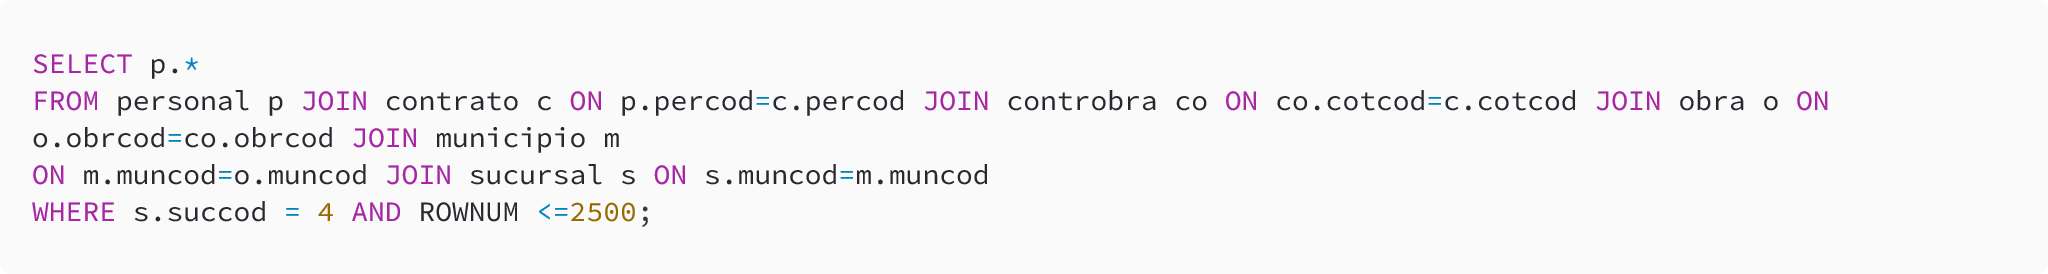 SELECT p.*
FROM personal p JOIN contrato c ON p.percod=c.percod JOIN controbra co ON co.cotcod=c.cotcod JOIN obra o ON
o.obrcod=co.obrcod JOIN municipio m
ON m.muncod=o.muncod JOIN sucursal s ON s.muncod=m.muncod
WHERE s.succod = 4 AND ROWNUM <=2500;